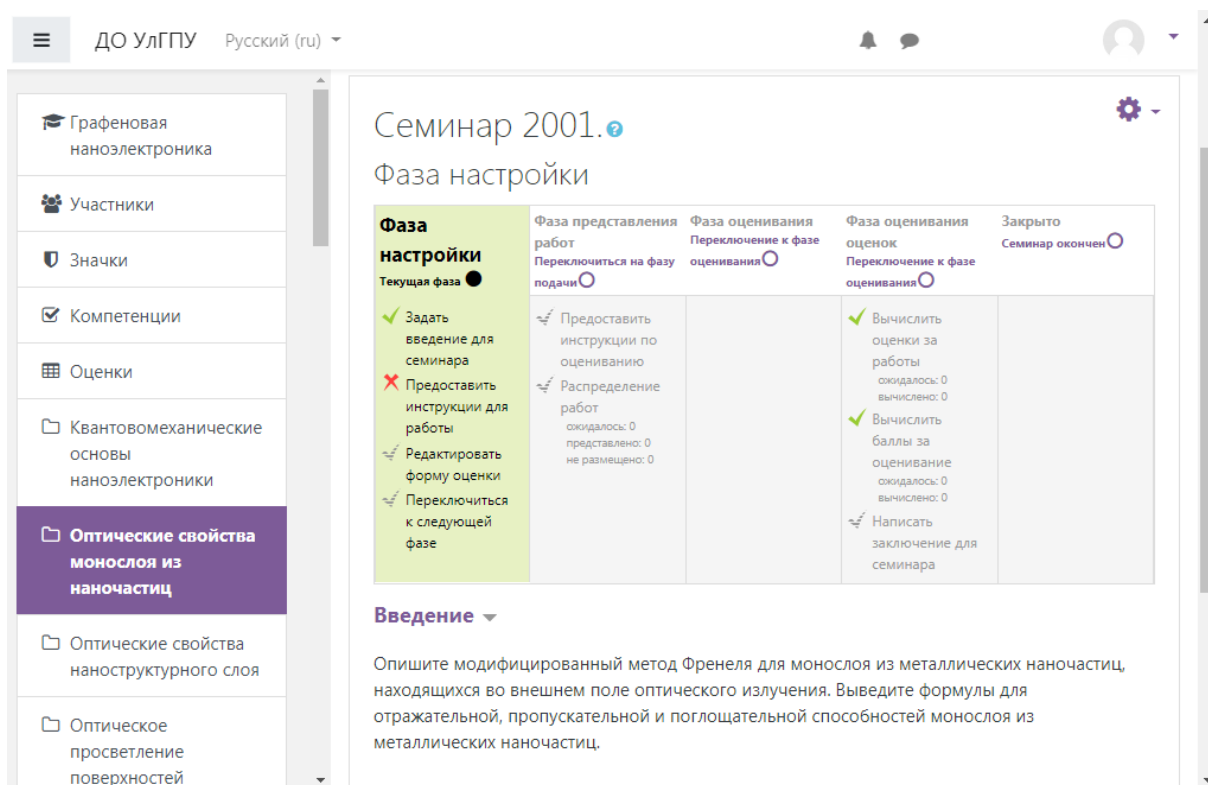 ДО УлГПУ Русский (ru)
Графеновая
наноэлектроника
Участники
Значки
Компетенции
Оценки
Квантовомеханические
основы
наноэлектроники
Оптические свойства
монослоя из
наночастиц
Оптические свойства
наноструктурного слоя
Оптическое
просветление
поверхностей
Семинар 2001.
Фаза настройки
Фаза
настройки
Текущая фаза
Задать
введение для
семинара
Предоставить
инструкции для
работы
Редактировать
форму оценки
Переключиться
к следующей
фазе
Фаза представления
работ
Переключиться на фазу
подачи
Предоставить
инструкции по
оцениванию
Распределение
работ
ожидалось: 0
представлено: 0
не размещено: 0
Фаза оценивания
Переключение к фазе
оценивания
Фаза оценивания
оценок
Переключение к фазе
оценивания
Вычислить
оценки за
работы
ожидалось: 0
вычислено: 0
Вычислить
баллы за
оценивание
ожидалось: 0
вычислено: 0
Написать
заключение для
семинара
Закрыто
Семинар окончен
Введение
Опишите модифицированный метод Френеля для монослоя из металлических наночастиц,
находящихся во внешнем поле оптического излучения. Выведите формулы для
отражательной, пропускательной и поглощательной способностей монослоя из
металлических наночастиц.